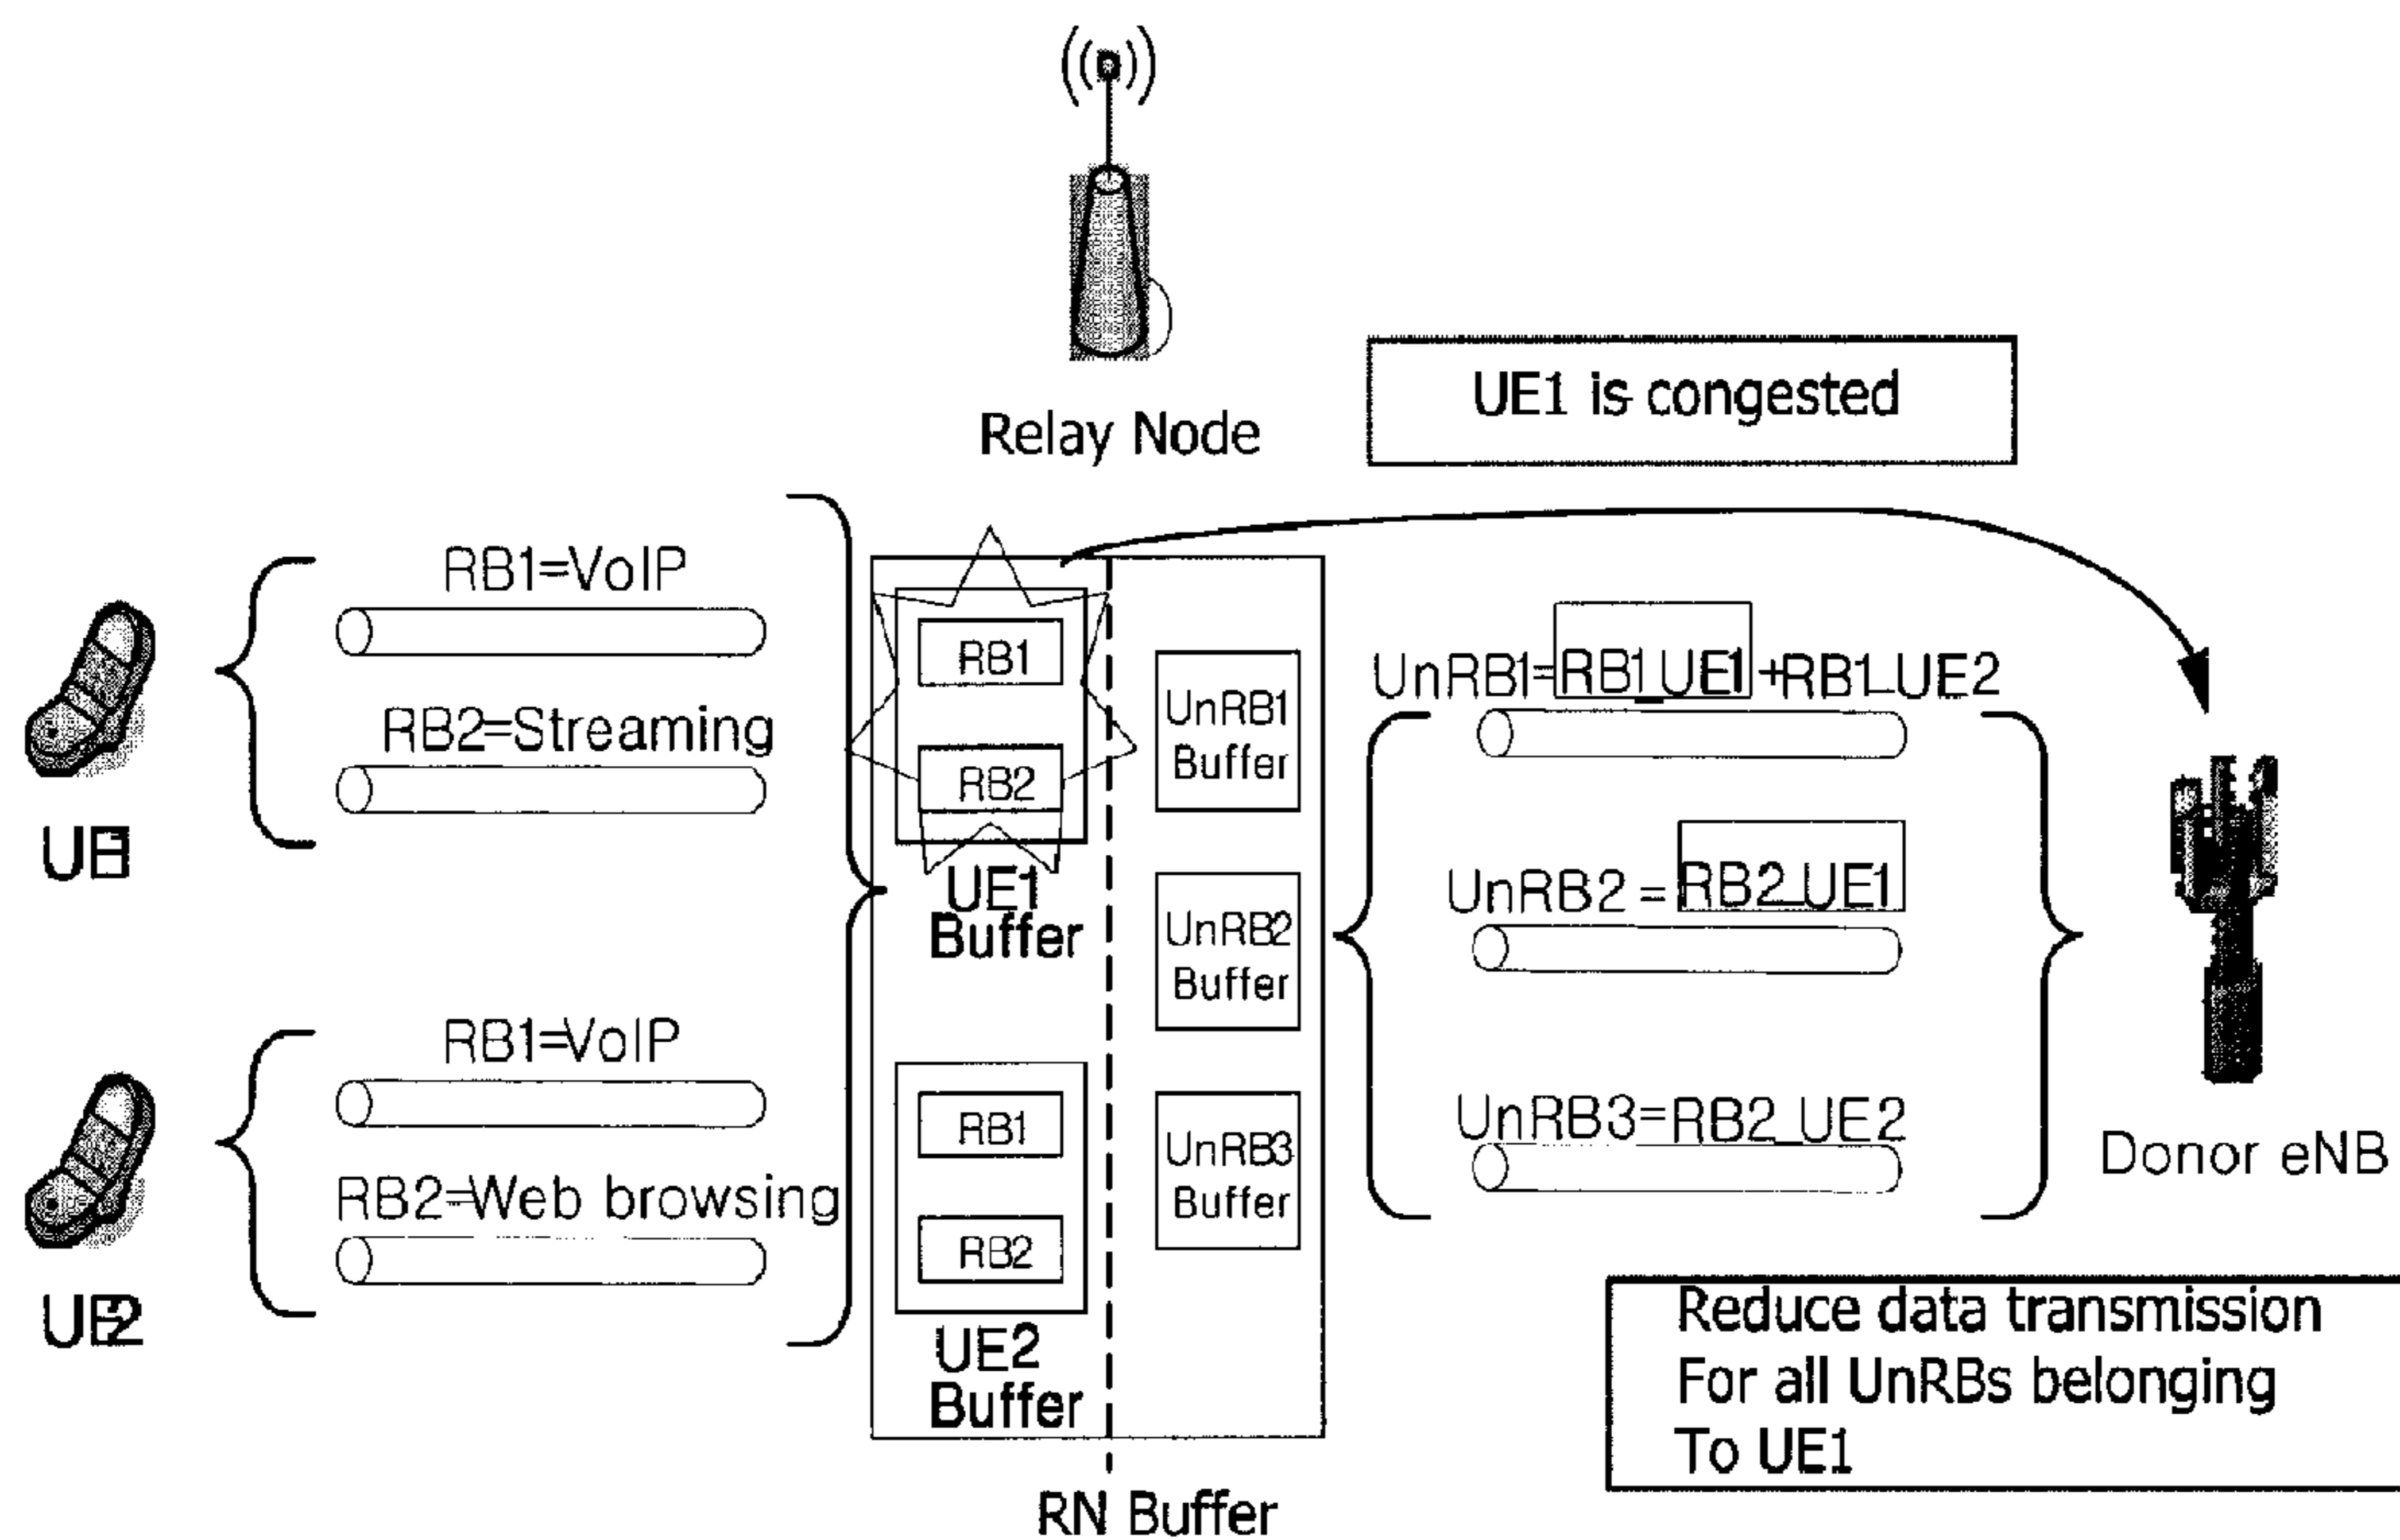 Relay Node
UE1 is congested
RB1=VoIP
RB2=Streaming
RB1
RB2
UE1
Buffer
UnRB1
Buffer
UnRB1=RB1_UE1+RB1_UE2
UnRB2
Buffer
UnRB2=RB2_UE1
RB1=VoIP
RB2=Web browsing
UE2
RB1
RB2
UE2
Buffer
UnRB3
Buffer
UnRB3=RB2_UE2
Donor eNB
Reduce data transmission
For all UnRBs belonging
To UE1
RN Buffer